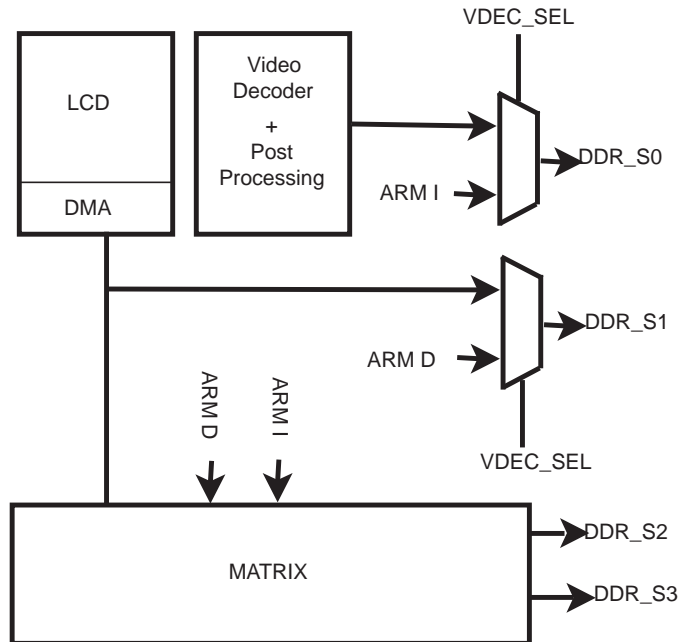 VDEC_SEL
LCD
DMA
Video
Decoder
+
Post
Processing
ARM I
DDR_S0
ARM D
DDR_S1
VDEC_SEL
ARM D
ARM I
MATRIX
DDR_S2
DDR_S3